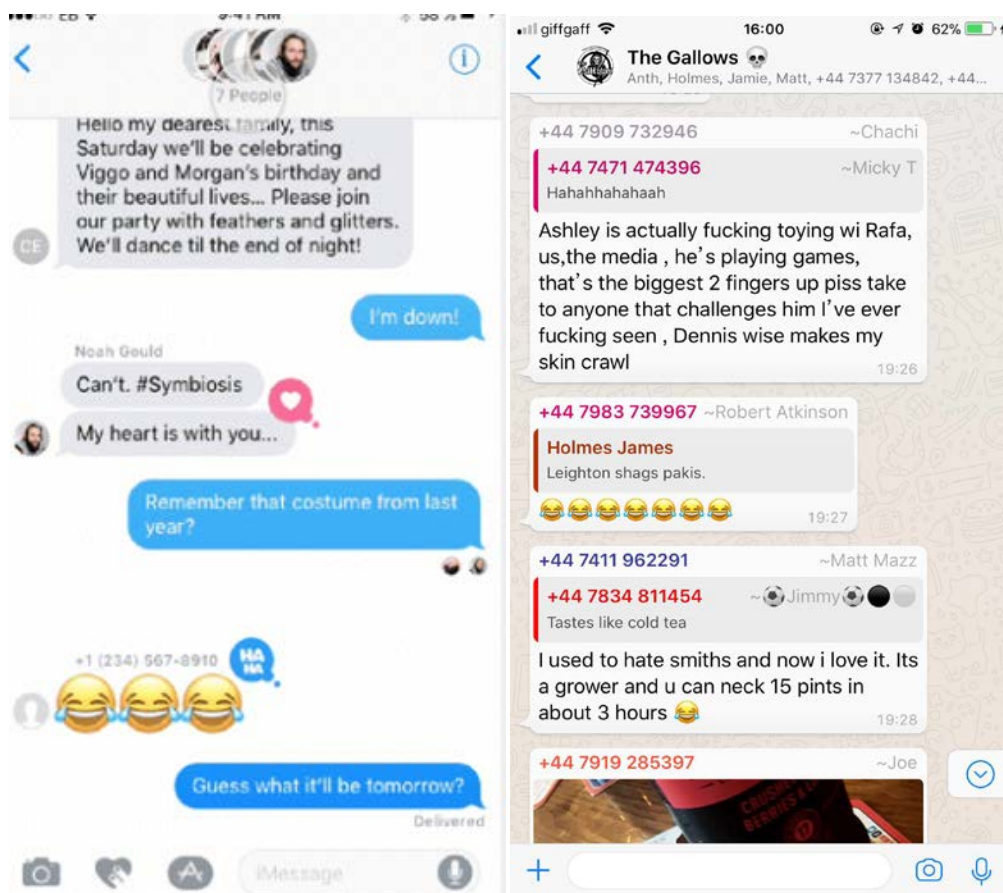 9:41 AM
7 People
Hello my dearest family, this
Saturday we'll be celebrating
Viggo and Morgan's birthday and
their beautiful lives... Please join
our party with feathers and glitters.
We'll dance til the end of night!
CE
I'm down!
Noah Gould
Can't. #Symbiosis
My heart is with you...
Remember that costume from last
year?
+1 (234) 567-8910
HA
HA
😂😂😂
Guess what it'll be tomorrow?
Delivered
iMessage
giffgaff 16:00 62%
The Gallows 💀
Anth, Holmes, Jamie, Matt, +44 7377 134842, +44...
+44 7909 732946 ~Chachi
+44 7471 474396 ~Micky T
Hahahhahahaah
Ashley is actually fucking toying wi Rafa,
us,the media , he's playing games,
that's the biggest 2 fingers up piss take
to anyone that challenges him I've ever
fucking seen , Dennis wise makes my
skin crawl
19:26
+44 7983 739967 ~Robert Atkinson
Holmes James
Leighton shags pakis.
😂😂😂😂😂😂😂
19:27
+44 7411 962291 ~Matt Mazz
+44 7834 811454 ~⚽Jimmy⚽⚫⚪
Tastes like cold tea
I used to hate smiths and now i love it. Its
a grower and u can neck 15 pints in
about 3 hours 😂
19:28
+44 7919 285397 ~Joe
CRUSHE
BERRIES &